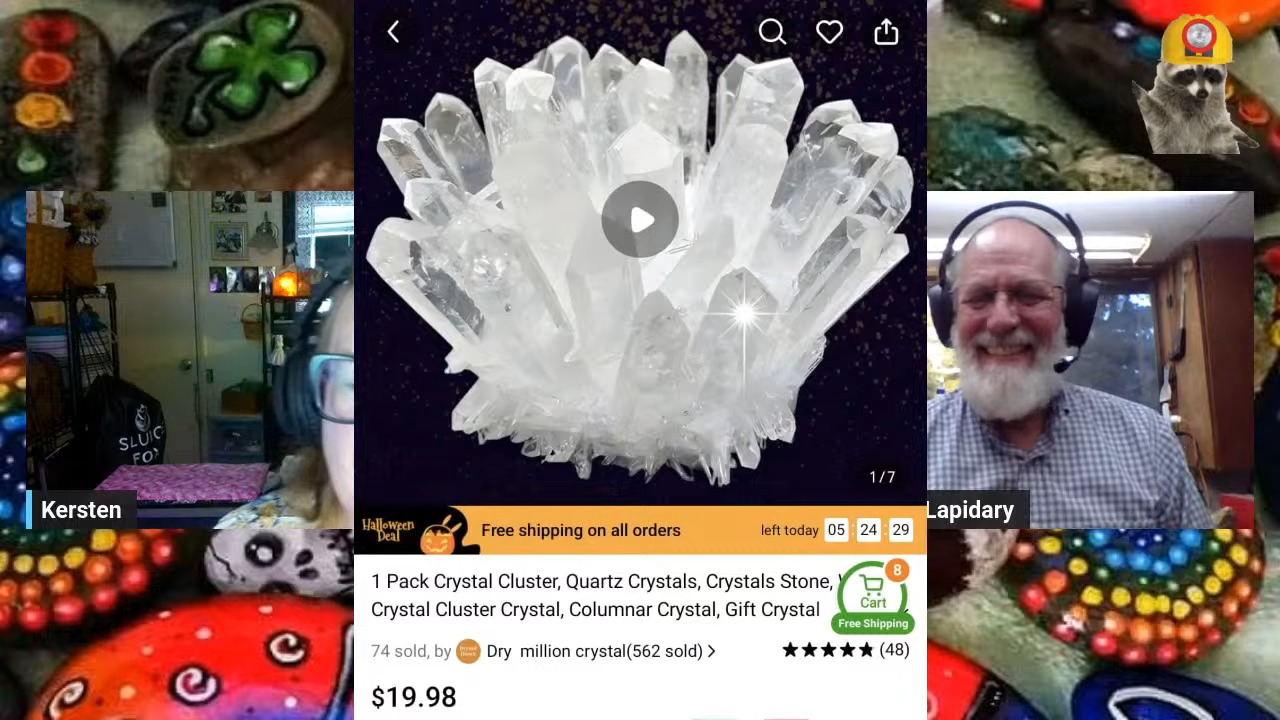 1/7
Halloween
Deal
Free shipping on all orders
left today 05 : 24 : 29
1 Pack Crystal Cluster, Quartz Crystals, Crystals Stone,
Crystal Cluster Crystal, Columnar Crystal, Gift Crystal
8
Cart
Free Shipping
74 sold, by Dry million crystal(562 sold)
(48)
$19.98
SLUIC
FOX
Kersten
Lapidary